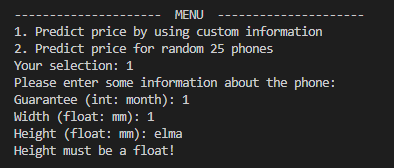 --------------------- MENU ---------------------
1. Predict price by using custom information
2. Predict price for random 25 phones
Your selection: 1
Please enter some information about the phone:
Guarantee (int: month): 1
Width (float: mm): 1
Height (float: mm): elma
Height must be a float!